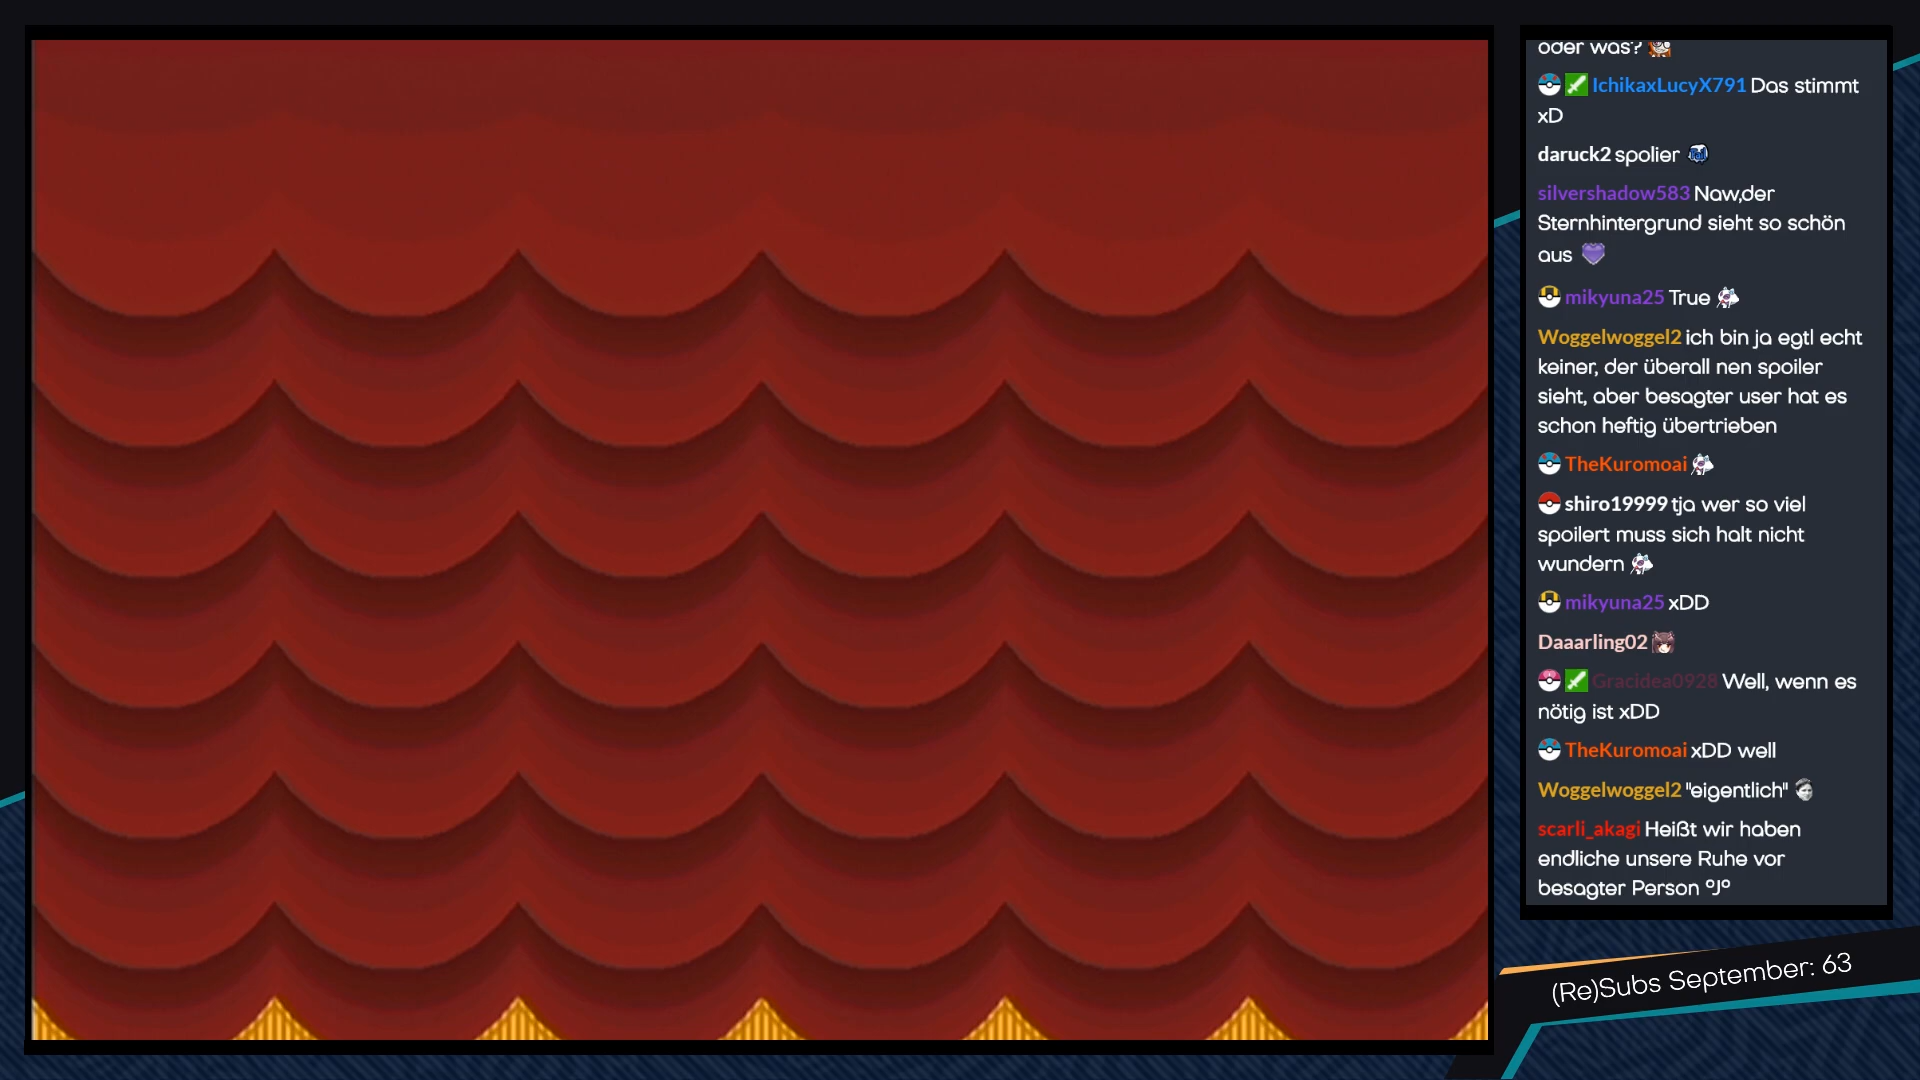 oder was?
IchikaxLucyX791 Das stimmt
xD
daruck2 spolier
silvershadow583 Naw,der
Sternhintergrund sieht so schön
aus
mikyuna25 True
Woggelwoggel2 ich bin ja egtl echt
keiner, der überall nen spoiler
sieht, aber besagter user hat es
schon heftig übertrieben
TheKuromoai
shiro19999 tja wer so viel
spoilert muss sich halt nicht
wundern
mikyuna25 xDD
Daaarling02
Gracidea0928 Well, wenn es
nötig ist xDD
TheKuromoai xDD well
Woggelwoggel2 "eigentlich"
scarli_akagi Heißt wir haben
endliche unsere Ruhe vor
besagter Person ºJº
(Re)Subs September: 63